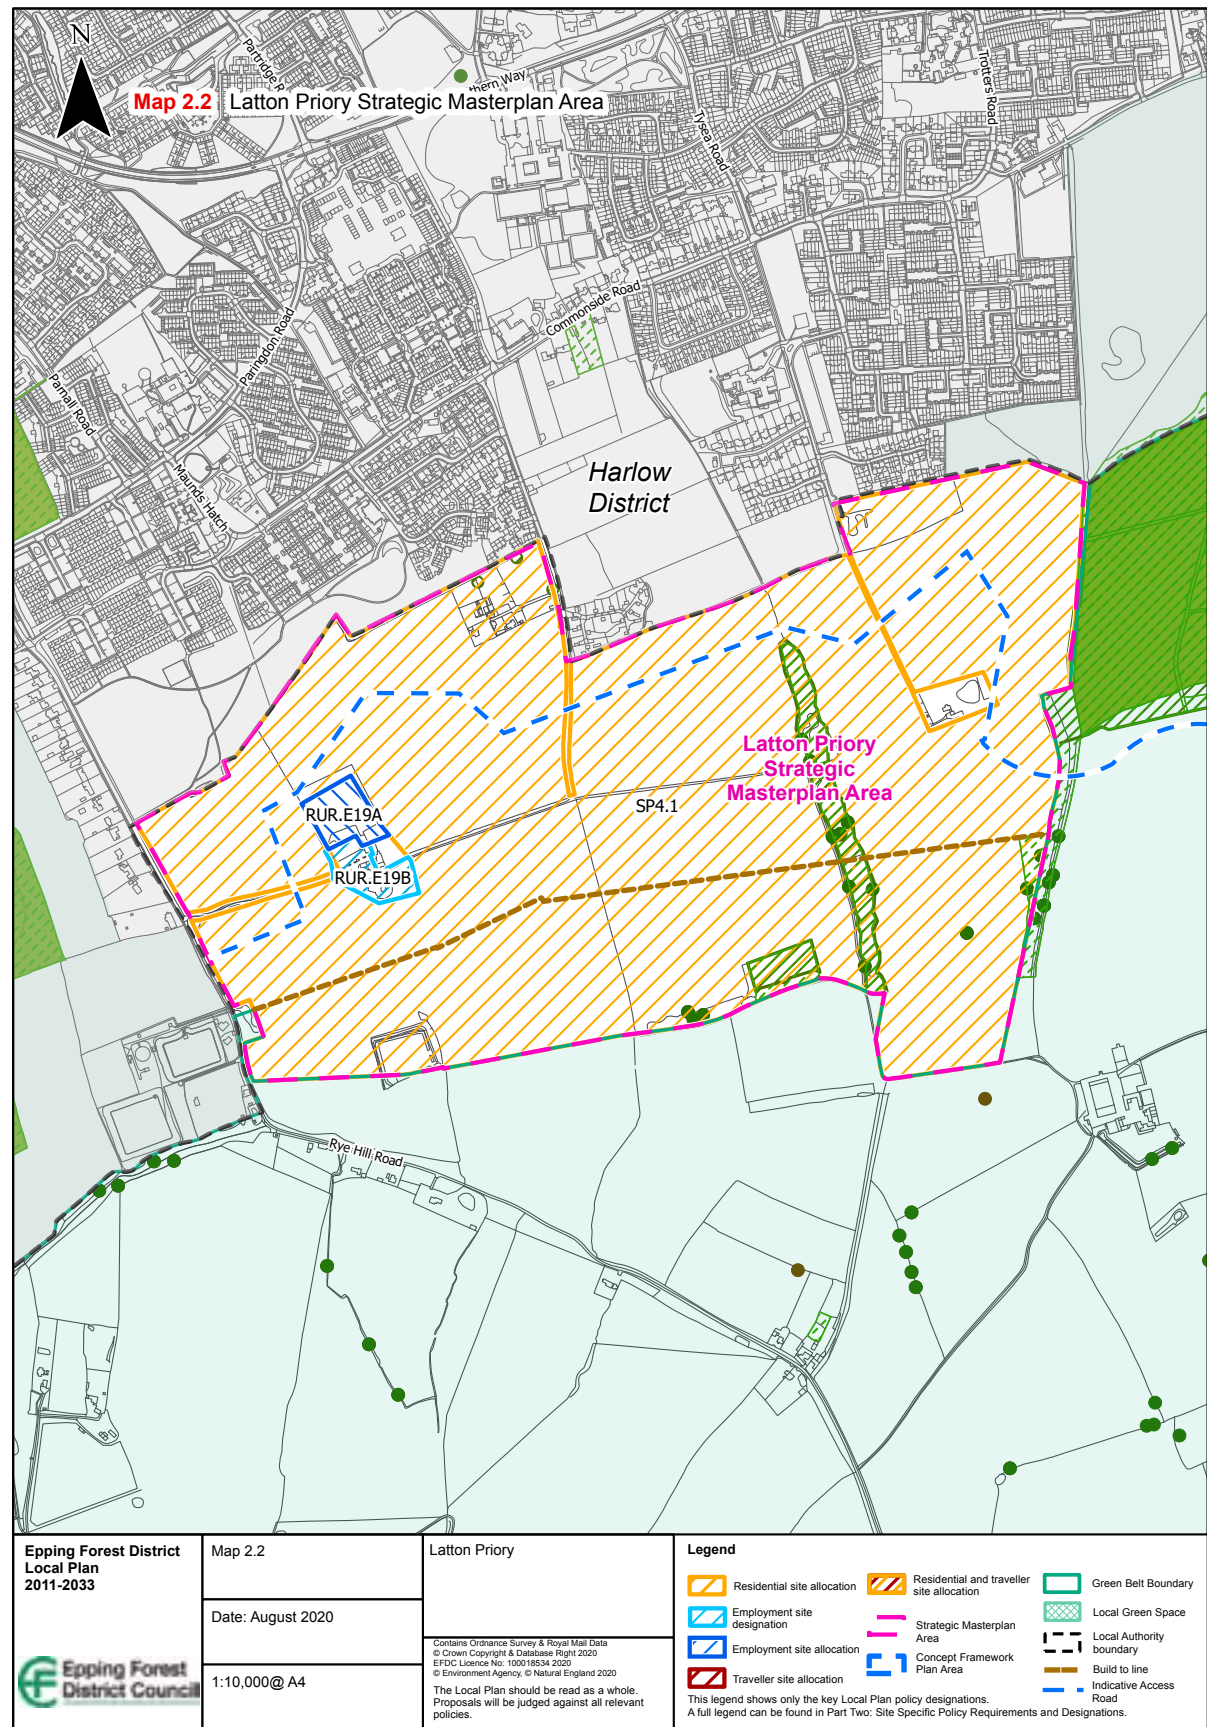 N
Map 2.2 Latton Priory Strategic Masterplan Area
Partridge R
thern Way
Tysea Road
Trotters Road
Commonside Road
Paringdon Road
Parnall Road
Maunds Hatch
Harlow
District
Latton Priory
Strategic
Masterplan Area
SP4.1
RUR.E19A
RUR.E19B
Rye Hill Road
Epping Forest District
Local Plan
2011-2033
Epping Forest
District Council
Map 2.2
Date: August 2020
1:10,000@ A4
Latton Priory
Contains Ordnance Survey & Royal Mail Data
© Crown Copyright & Database Right 2020
EFDC Licence No: 100018534 2020
© Environment Agency, © Natural England 2020
The Local Plan should be read as a whole.
Proposals will be judged against all relevant
policies.
Legend
Residential site allocation
Employment site
designation
Employment site allocation
Traveller site allocation
Residential and traveller
site allocation
Strategic Masterplan
Area
Concept Framework
Plan Area
Green Belt Boundary
Local Green Space
Local Authority
boundary
Build to line
Indicative Access
Road
This legend shows only the key Local Plan policy designations.
A full legend can be found in Part Two: Site Specific Policy Requirements and Designations.